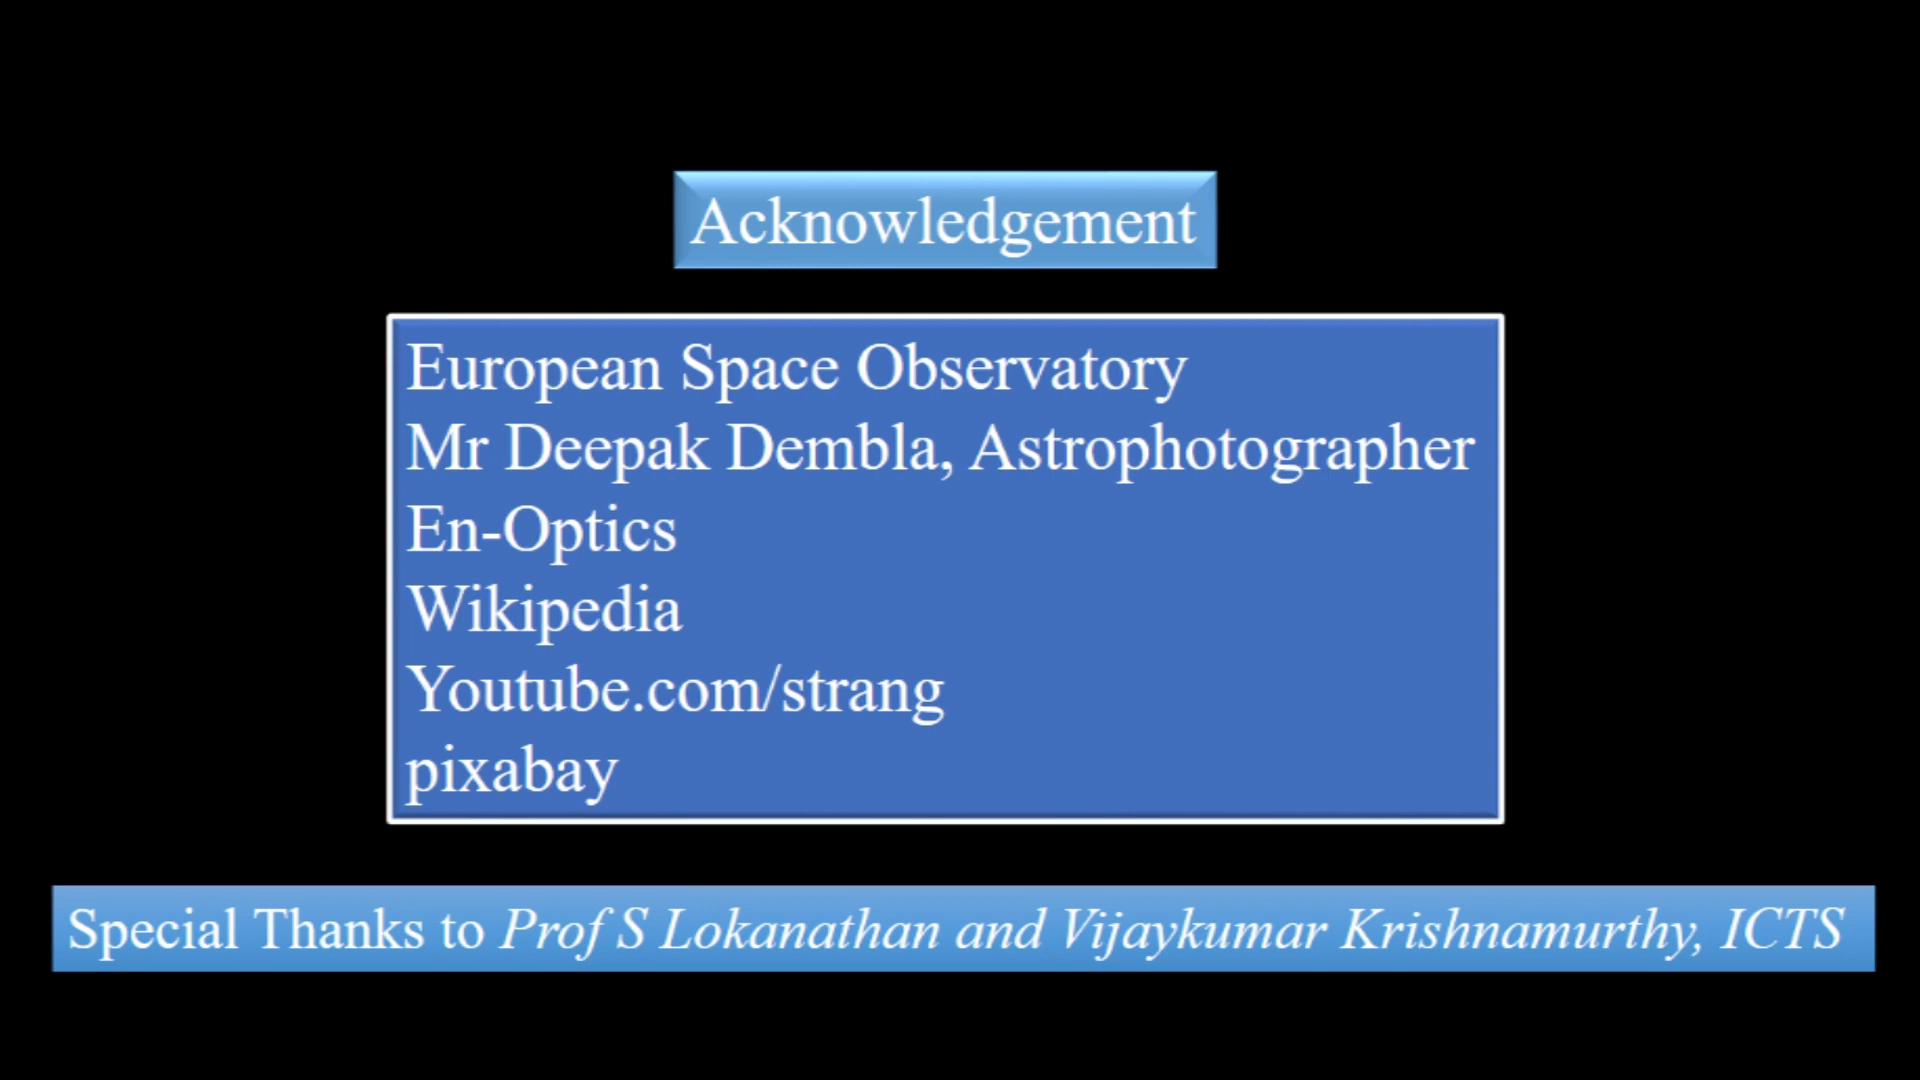 Acknowledgement
European Space Observatory
Mr Deepak Dembla, Astrophotographer
En-Optics
Wikipedia
Youtube.com/strang
pixabay
Special Thanks to Prof S Lokanathan and Vijaykumar Krishnamurthy, ICTS